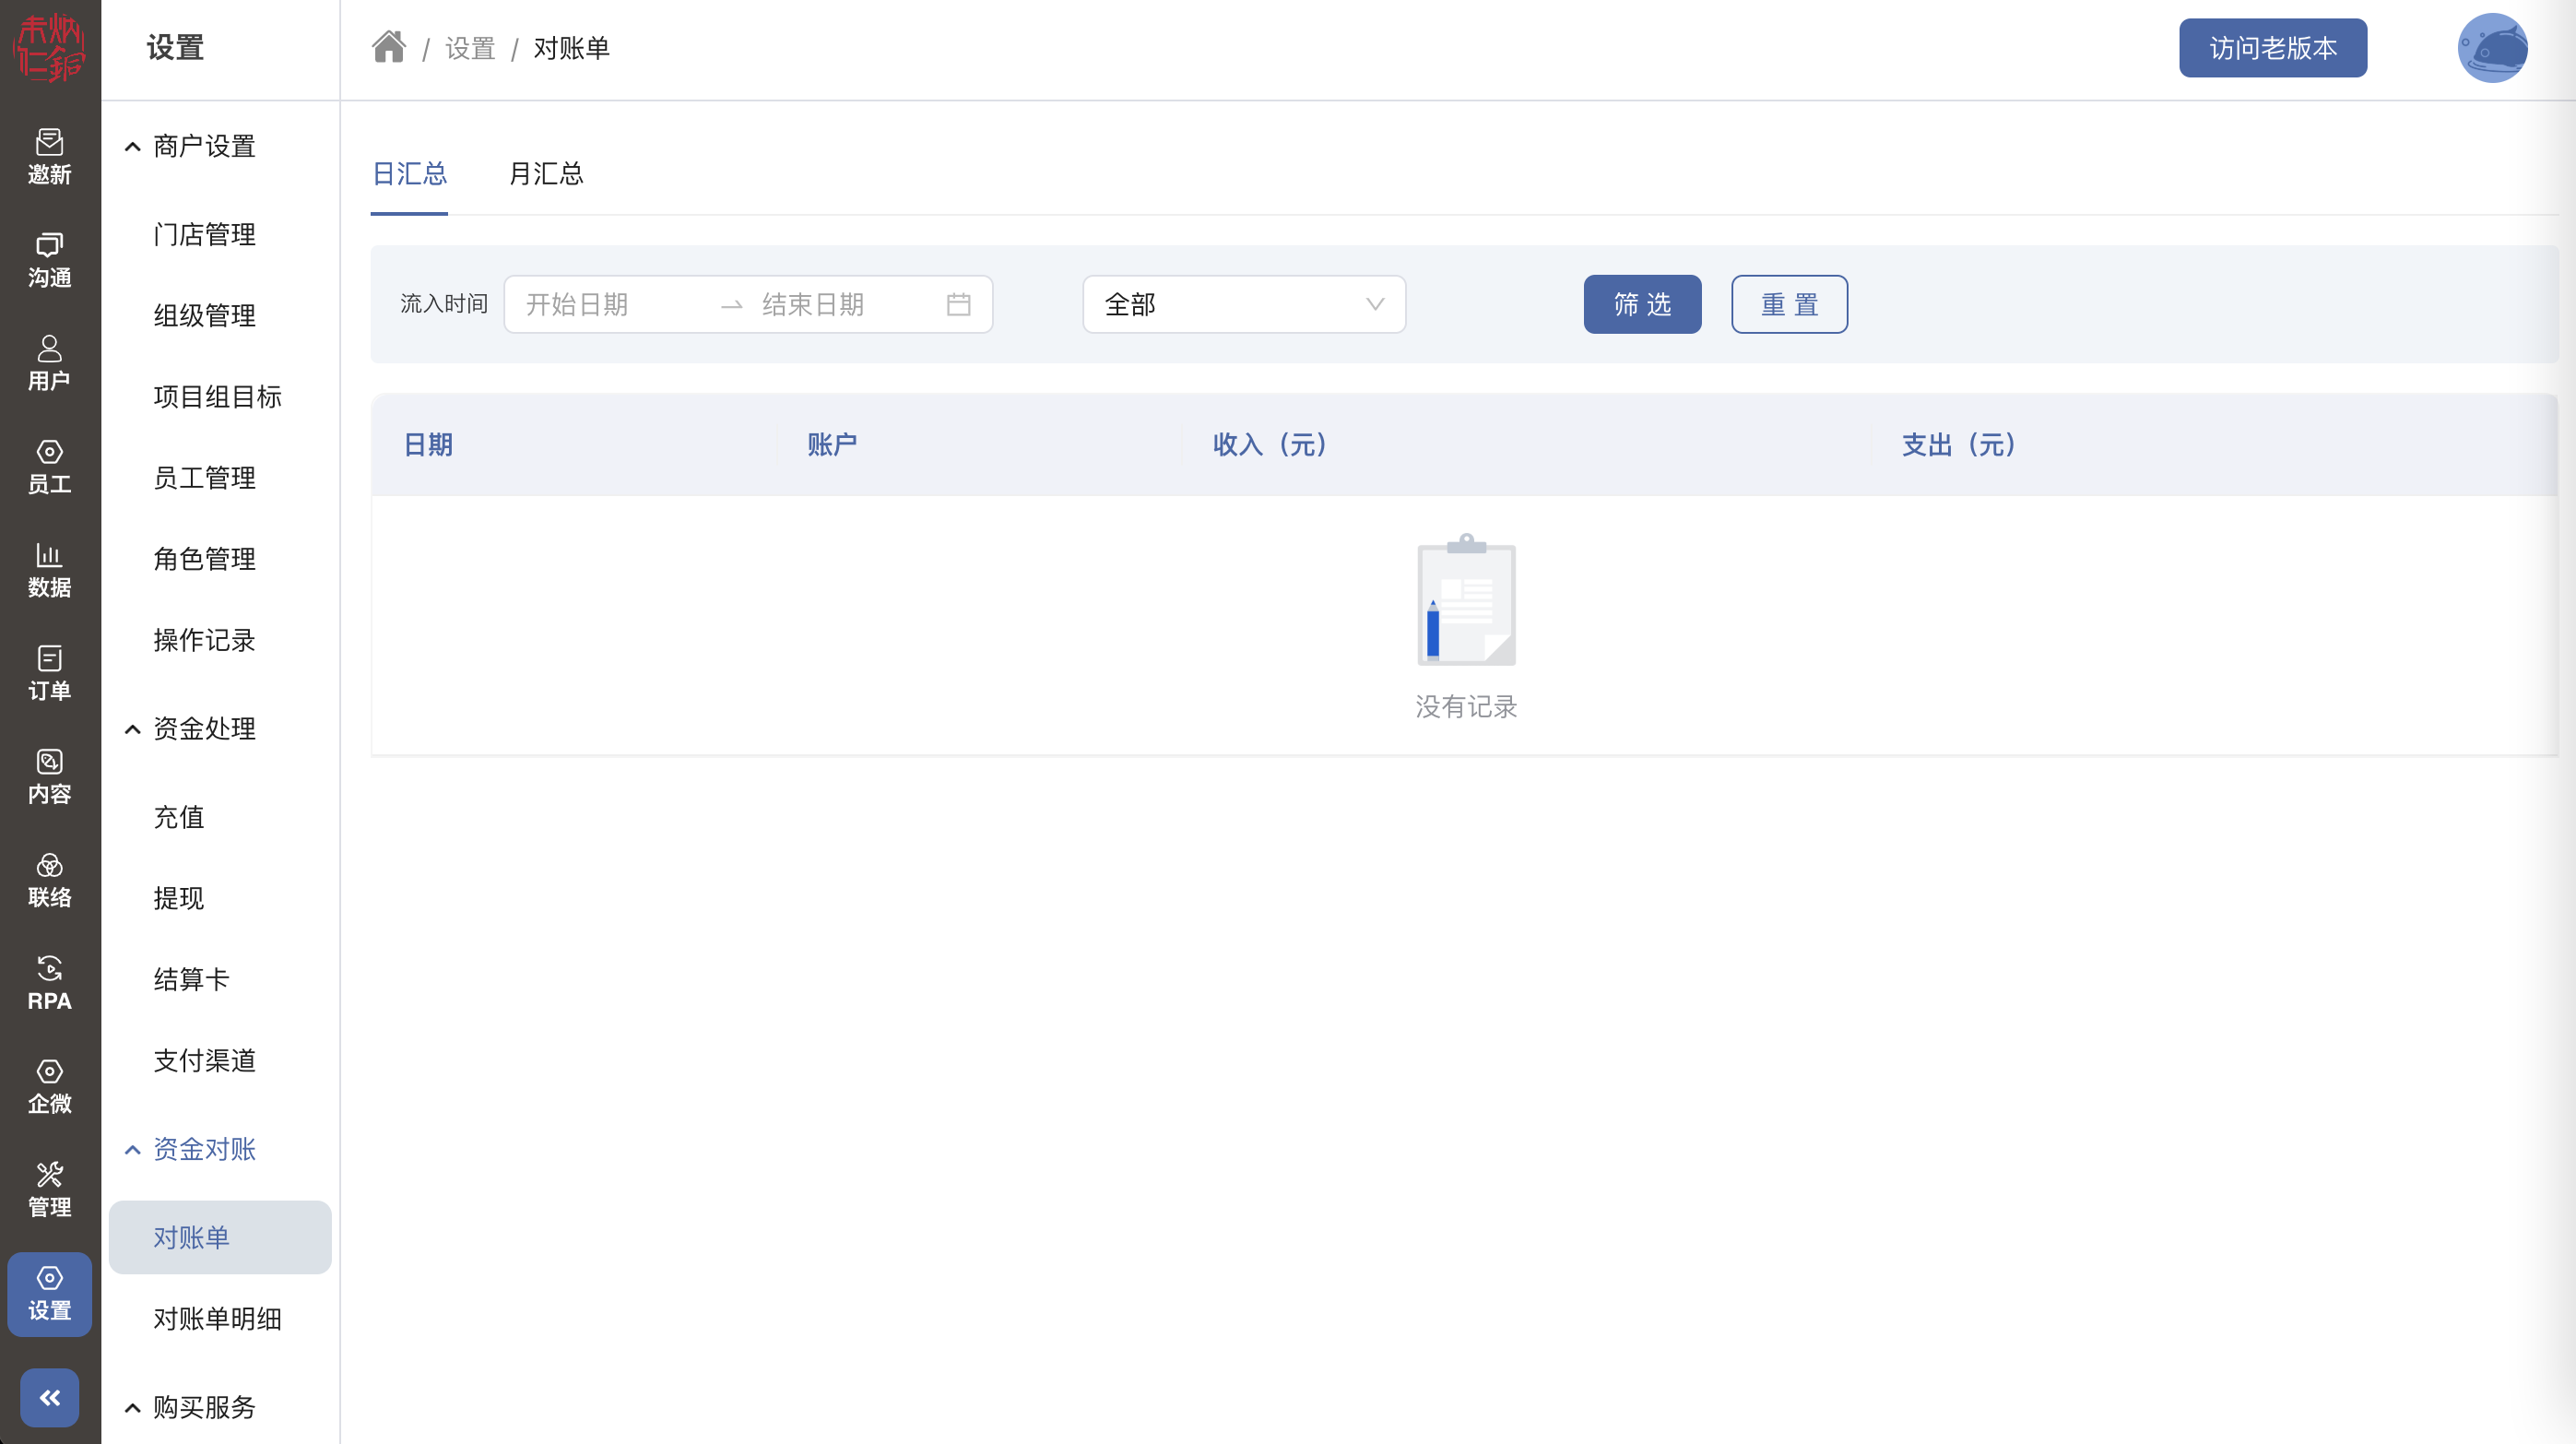 朱炳仁銅
邀新
沟通
用户
员工
数据
订单
内容
联络
RPA
企微
管理
设置
设置
商户设置
门店管理
组级管理
项目组目标
员工管理
角色管理
操作记录
资金处理
充值
提现
结算卡
支付渠道
资金对账
对账单
对账单明细
购买服务
/ 设置 / 对账单
访问老版本
日汇总 月汇总
流入时间 开始日期 结束日期 全部 筛选 重置
日期 账户 收入（元） 支出（元）
没有记录